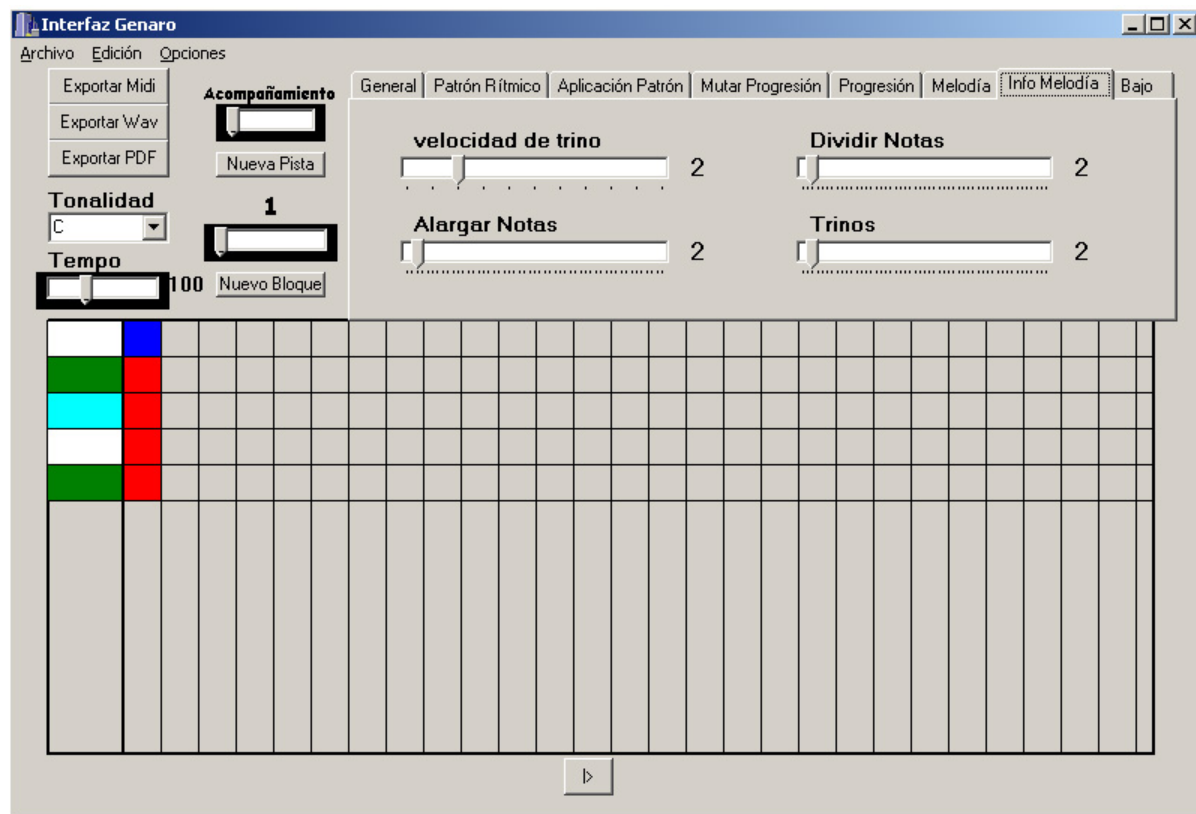 Interfaz Genaro
Archivo Edición Opciones
Exportar Midi
Exportar Wav
Exportar PDF
Tonalidad
C
Tempo
100
Acompañamiento
Nueva Pista
1
Nuevo Bloque
General Patrón Rítmico Aplicación Patrón Mutar Progresión Progresión Melodía Info Melodía Bajo
velocidad de trino
2
Dividir Notas
2
Alargar Notas
2
Trinos
2